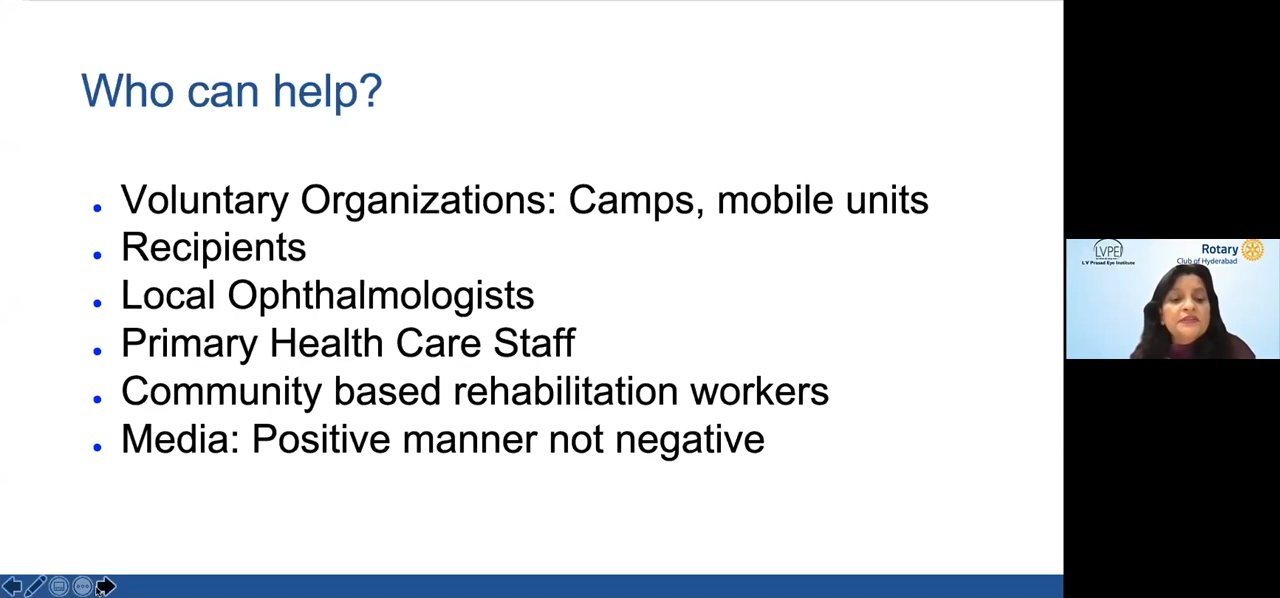 Who can help?
Voluntary Organizations: Camps, mobile units
Recipients
Local Ophthalmologists
Primary Health Care Staff
Community based rehabilitation workers
Media: Positive manner not negative
LVPEI
L V Prasad Eye Institute
Rotary
Club of Hyderabad